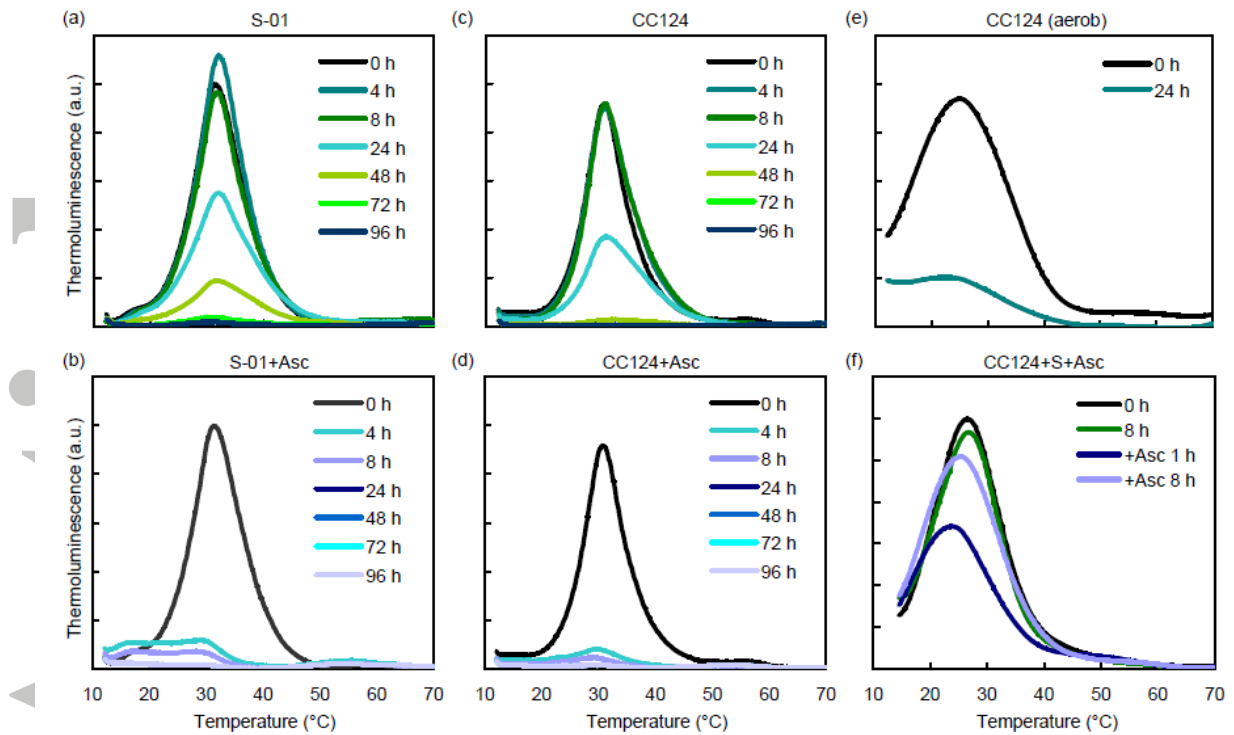 (a) S-01
Thermoluminescence (a.u.)
0 h
4 h
8 h
24 h
48 h
72 h
96 h
(c) CC124
0 h
4 h
8 h
24 h
48 h
72 h
96 h
(e) CC124 (aerob)
0 h
24 h
(b) S-01+Asc
Thermoluminescence (a.u.)
0 h
4 h
8 h
24 h
48 h
72 h
96 h
10 20 30 40 50 60 70
Temperature (°C)
(d) CC124+Asc
0 h
4 h
8 h
24 h
48 h
72 h
96 h
10 20 30 40 50 60 70
Temperature (°C)
(f) CC124+S+Asc
0 h
8 h
+Asc 1 h
+Asc 8 h
10 20 30 40 50 60 70
Temperature (°C)